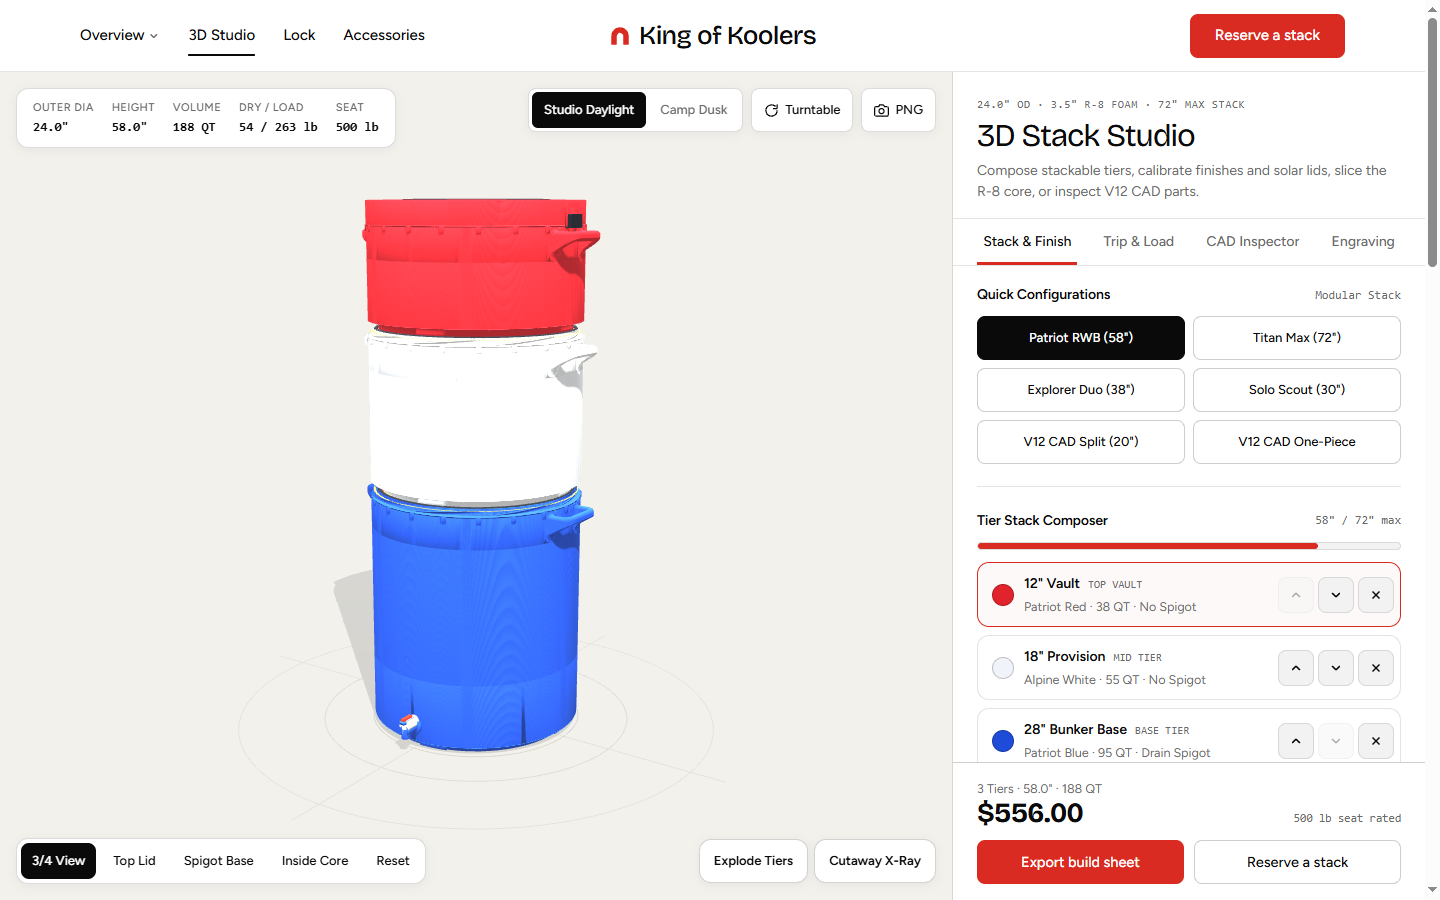 Overview
3D Studio
Lock
Accessories
King of Koolers
Reserve a stack
OUTER DIA HEIGHT VOLUME DRY / LOAD SEAT
24.0" 58.0" 188 QT 54 / 263 lb 500 lb
Studio Daylight
Camp Dusk
Turntable
PNG
3/4 View
Top Lid
Spigot Base
Inside Core
Reset
Explode Tiers
Cutaway X-Ray
24.0" OD · 3.5" R-8 FOAM · 72" MAX STACK
3D Stack Studio
Compose stackable tiers, calibrate finishes and solar lids, slice the
R-8 core, or inspect V12 CAD parts.
Stack & Finish
Trip & Load
CAD Inspector
Engraving
Quick Configurations
Modular Stack
Patriot RWB (58")
Titan Max (72")
Explorer Duo (38")
Solo Scout (30")
V12 CAD Split (20")
V12 CAD One-Piece
Tier Stack Composer
58" / 72" max
12" Vault TOP VAULT
Patriot Red · 38 QT · No Spigot
18" Provision MID TIER
Alpine White · 55 QT · No Spigot
28" Bunker Base BASE TIER
Patriot Blue · 95 QT · Drain Spigot
3 Tiers · 58.0" · 188 QT
$556.00
500 lb seat rated
Export build sheet
Reserve a stack